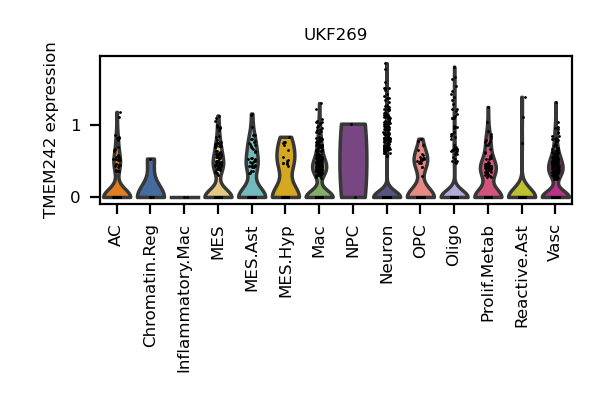 UKF269
TMEM242 expression
1
0
AC
Chromatin.Reg
Inflammatory.Mac
MES
MES.Ast
MES.Hyp
Mac
NPC
Neuron
OPC
Oligo
Prolif.Metab
Reactive.Ast
Vasc